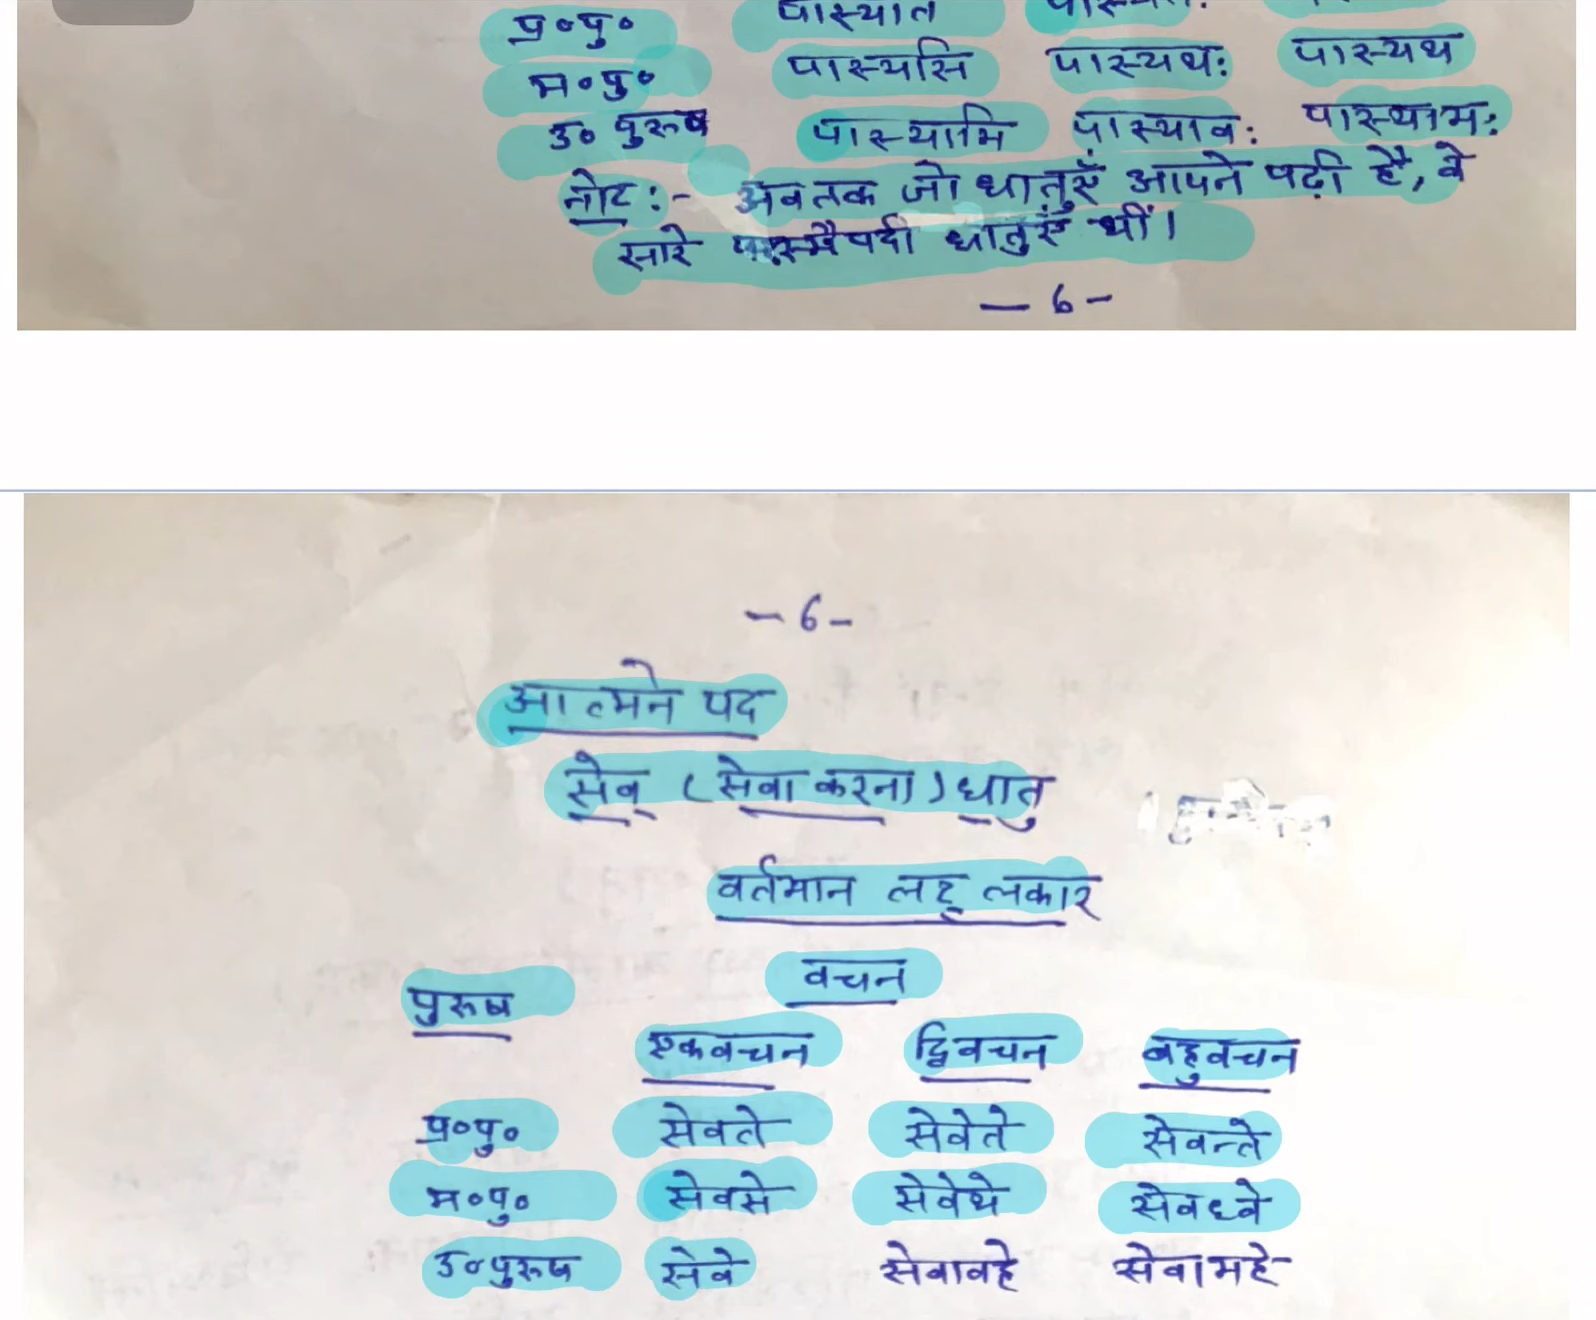 प्र०पु० पास्यति
म०पु० पास्यसि पास्यथः पास्यथ
उ० पुरुष पास्यामि पास्यावः पास्यामः
नोट :- अबतक जो धातुएँ आपने पढ़ी है, वे
सारे परस्मैपदी धातुएँ थीं।
— 6 -
- 6 -
आत्मने पद
सेव् (सेवा करना) धातु
वर्तमान लट् लकार
पुरुष वचन
एकवचन द्विवचन बहुवचन
प्र०पु० सेवते सेवेते सेवन्ते
म०पु० सेवसे सेवेथे सेवध्वे
उ०पुरुष सेवे सेवावहे सेवामहे